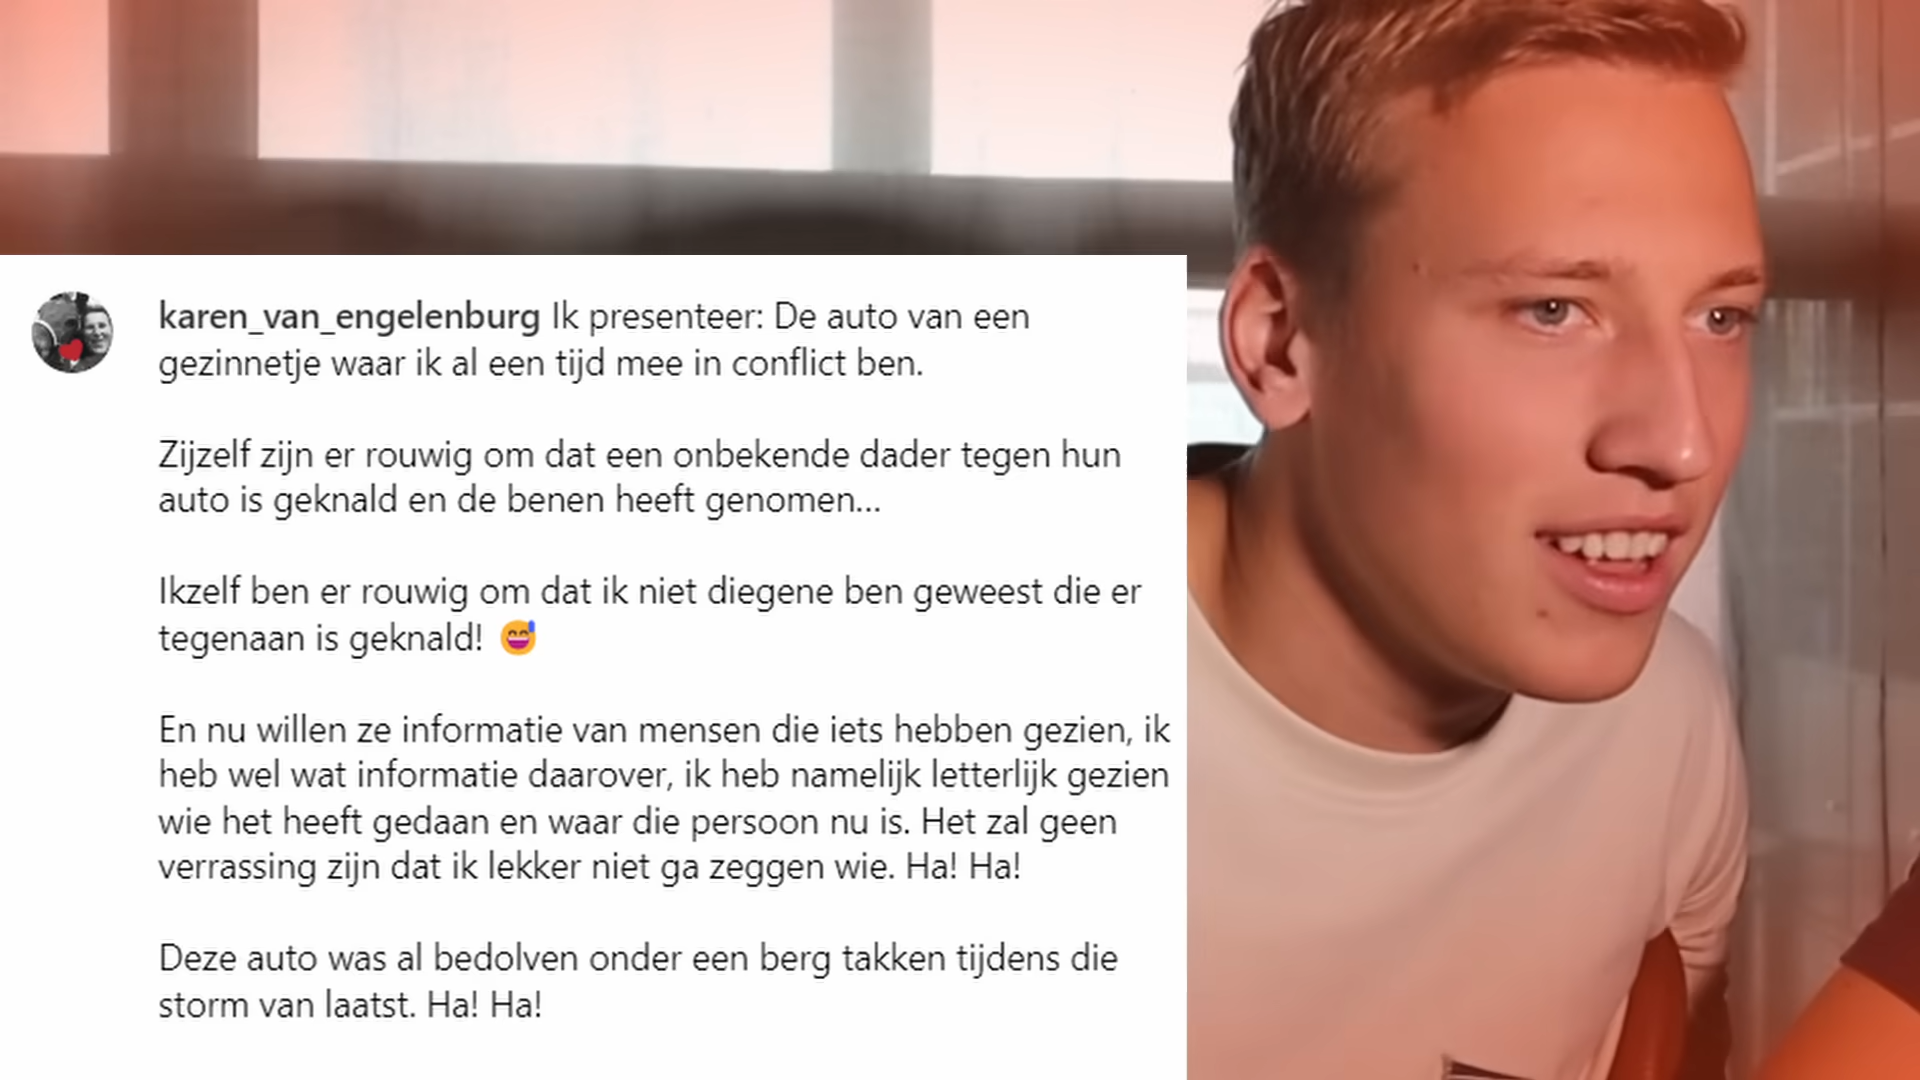 karen_van_engelenburg Ik presenteer: De auto van een
gezinnetje waar ik al een tijd mee in conflict ben.
Zijzelf zijn er rouwig om dat een onbekende dader tegen hun
auto is geknald en de benen heeft genomen...
Ikzelf ben er rouwig om dat ik niet diegene ben geweest die er
tegenaan is geknald! 😅
En nu willen ze informatie van mensen die iets hebben gezien, ik
heb wel wat informatie daarover, ik heb namelijk letterlijk gezien
wie het heeft gedaan en waar die persoon nu is. Het zal geen
verrassing zijn dat ik lekker niet ga zeggen wie. Ha! Ha!
Deze auto was al bedolven onder een berg takken tijdens die
storm van laatst. Ha! Ha!